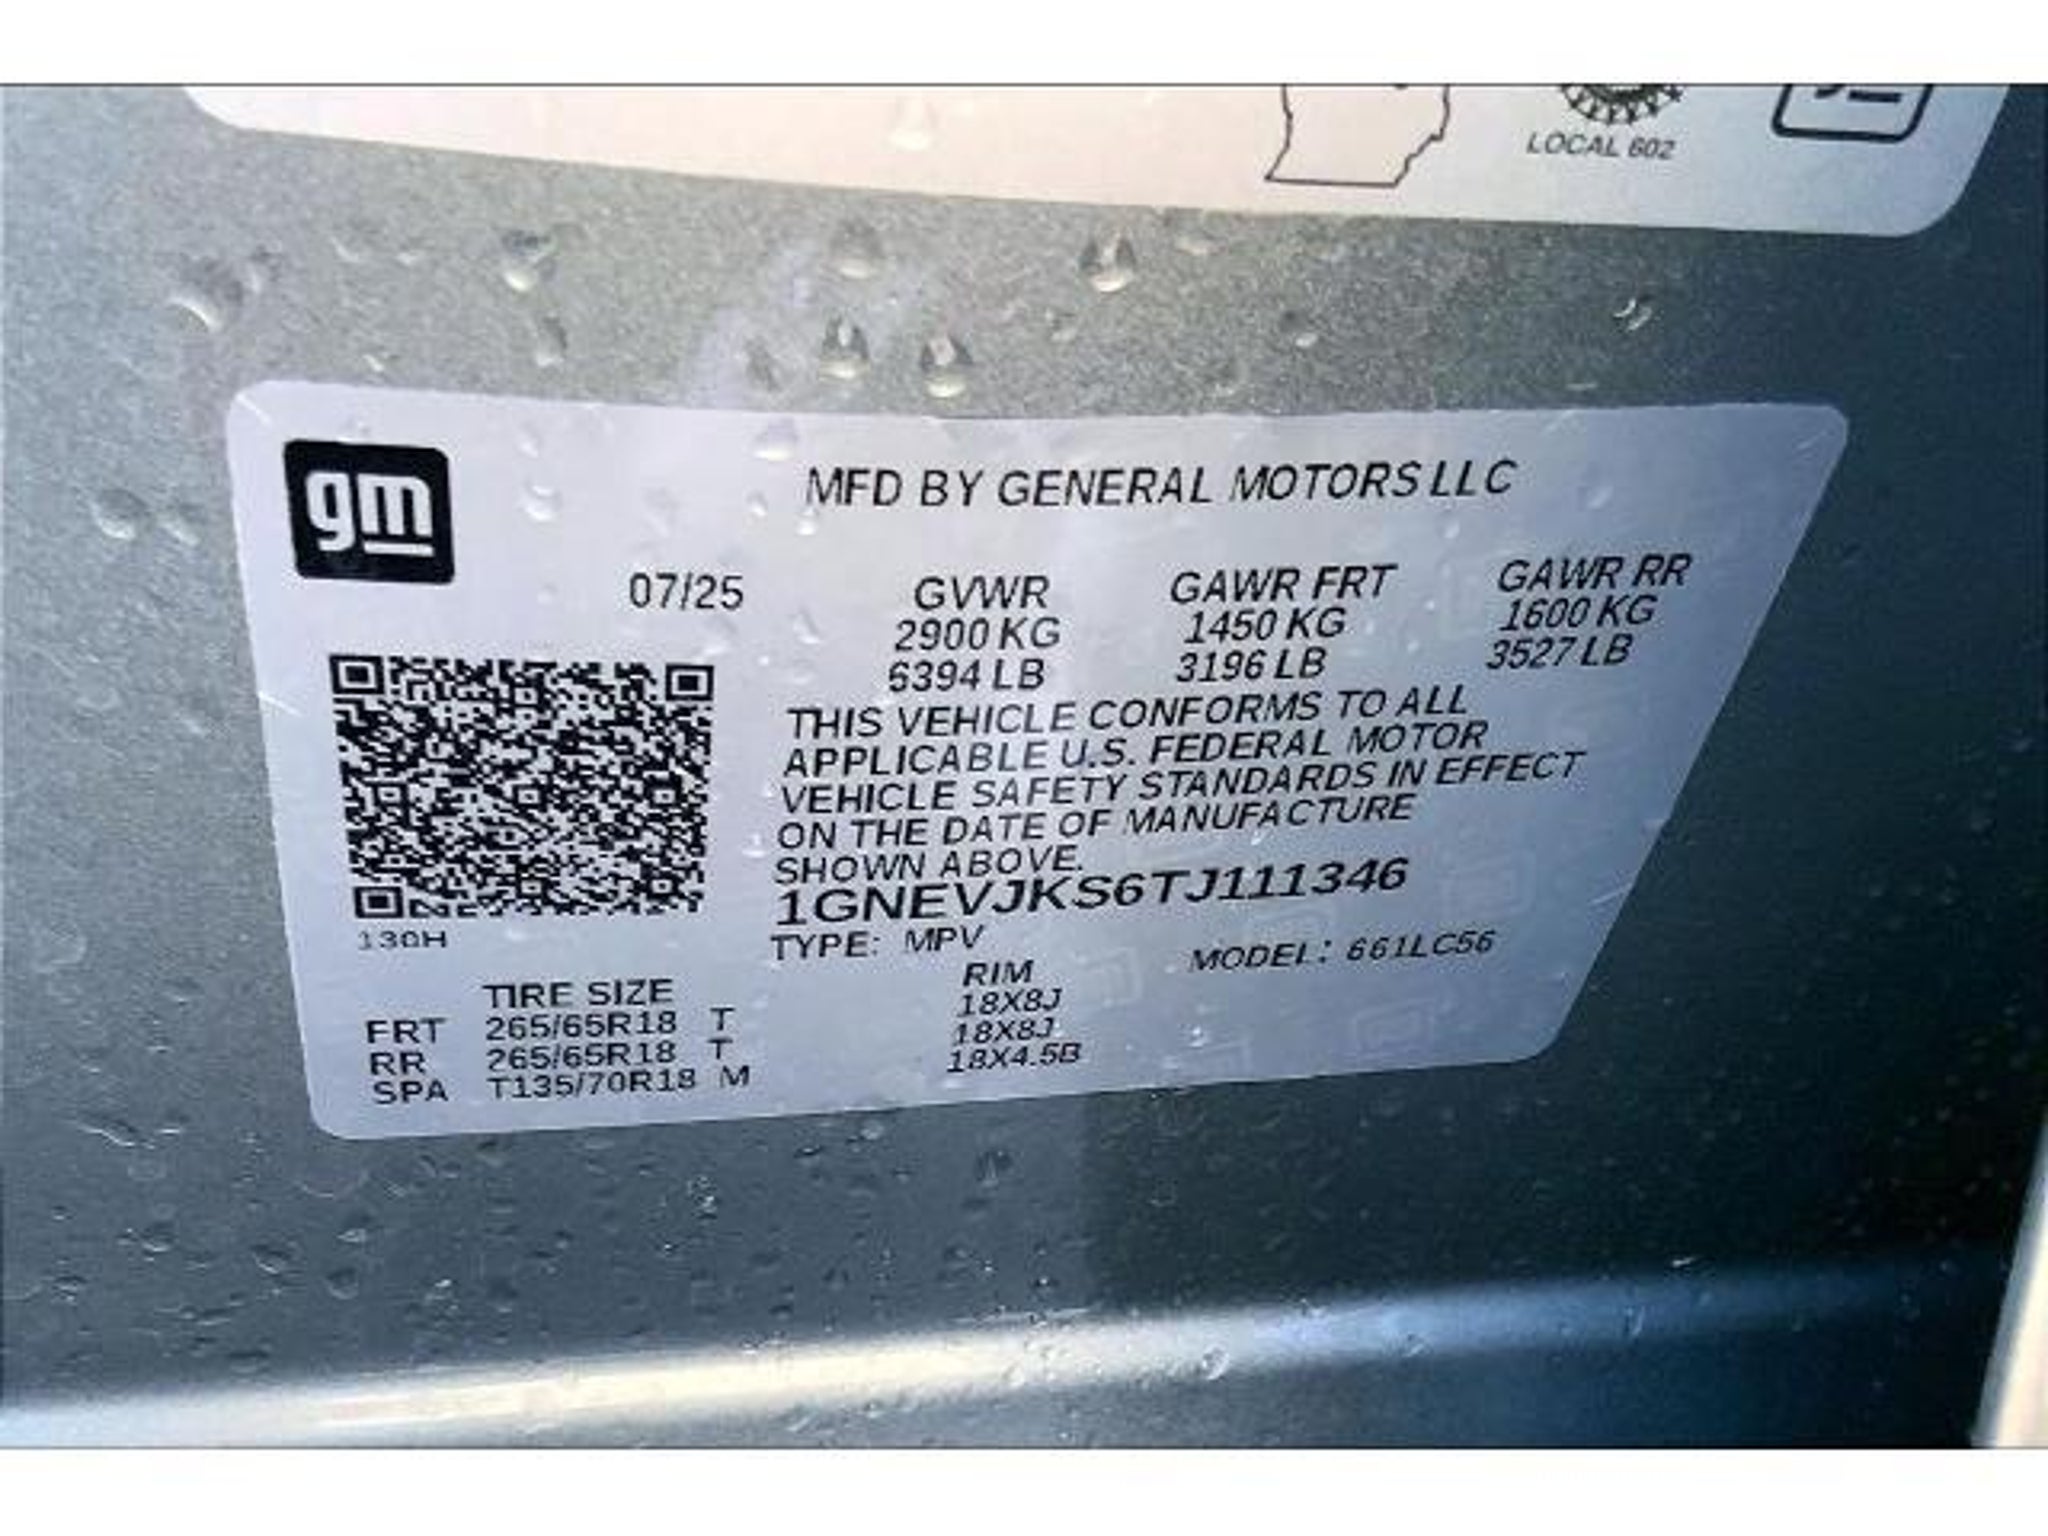 LOCAL 602
gm
MFD BY GENERAL MOTORS LLC
07/25
GVWR GAWR FRT GAWR RR
2900 KG 1450 KG 1600 KG
6394 LB 3196 LB 3527 LB
THIS VEHICLE CONFORMS TO ALL
APPLICABLE U.S. FEDERAL MOTOR
VEHICLE SAFETY STANDARDS IN EFFECT
ON THE DATE OF MANUFACTURE
SHOWN ABOVE.
1GNEVJKS6TJ111346
130H
TYPE: MPV MODEL: 661LC56
TIRE SIZE RIM
FRT 265/65R18 T 18X8J
RR 265/65R18 T 18X8J
SPA T135/70R18 M 18X4.5B